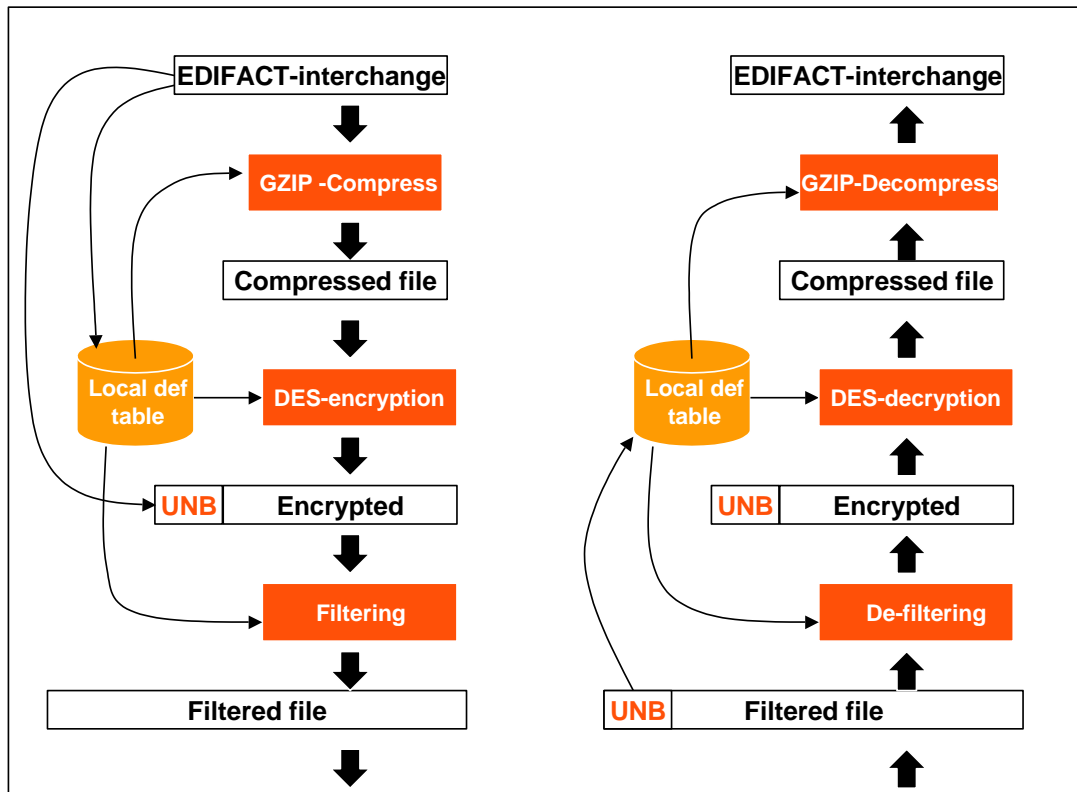 EDIFACT-interchange
GZIP -Compress
Compressed file
Local def
table
DES-encryption
UNB Encrypted
Filtering
Filtered file
EDIFACT-interchange
GZIP-Decompress
Compressed file
Local def
table
DES-decryption
UNB Encrypted
De-filtering
UNB Filtered file